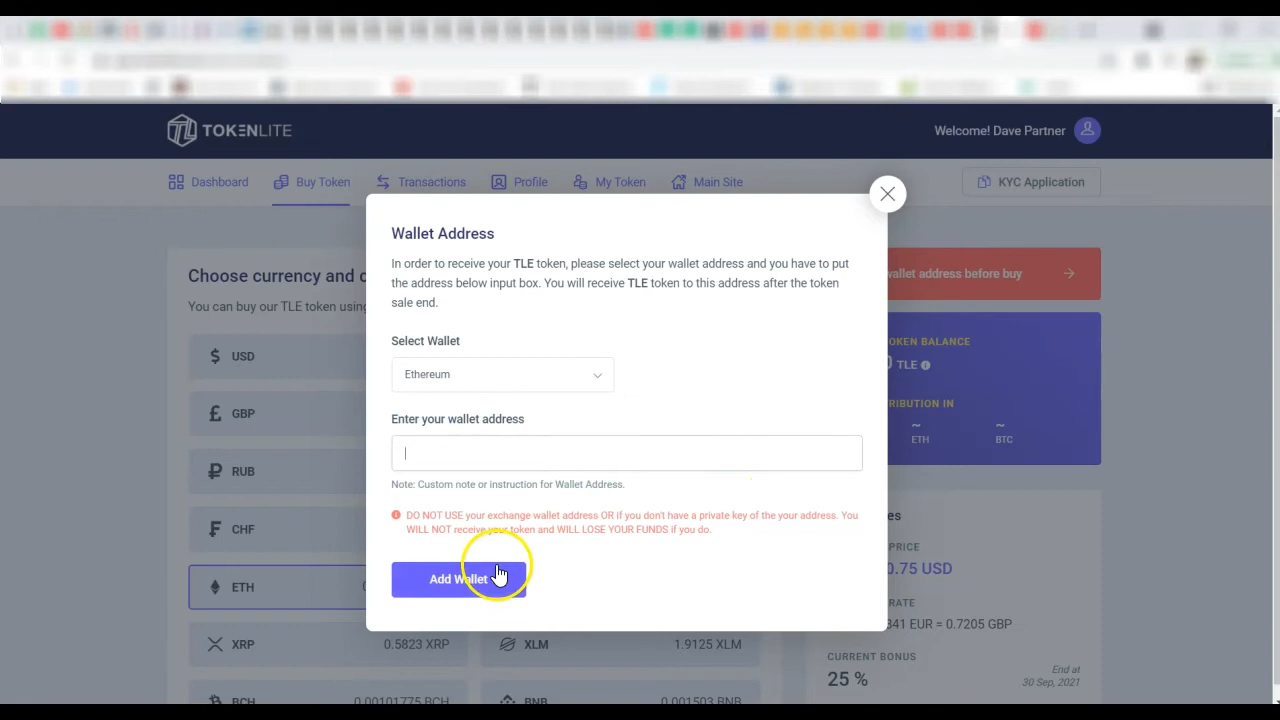 TOKENLITE
Welcome! Dave Partner
Dashboard
Buy Token
Transactions
Profile
My Token
Main Site
KYC Application
Wallet Address
In order to receive your TLE token, please select your wallet address and you have to put
the address below input box. You will receive TLE token to this address after the token
sale end.
Select Wallet
Ethereum
Enter your wallet address
Note: Custom note or instruction for Wallet Address.
DO NOT USE your exchange wallet address OR if you don't have a private key of the your address. You
WILL NOT receive your token and WILL LOSE YOUR FUNDS if you do.
Add Wallet
Choose currency and
You can buy our TLE token using
$ USD
£ GBP
₽ RUB
CHF
ETH
XRP 0.5823 XRP
XLM 1.9125 XLM
BCH 0.00101775 BCH
BNB 0.001503 BNB
wallet address before buy
OKEN BALANCE
TLE
RIBUTION IN
~ ~
ETH BTC
es
PRICE
0.75 USD
RATE
341 EUR = 0.7205 GBP
CURRENT BONUS
25 %
End at
30 Sep, 2021